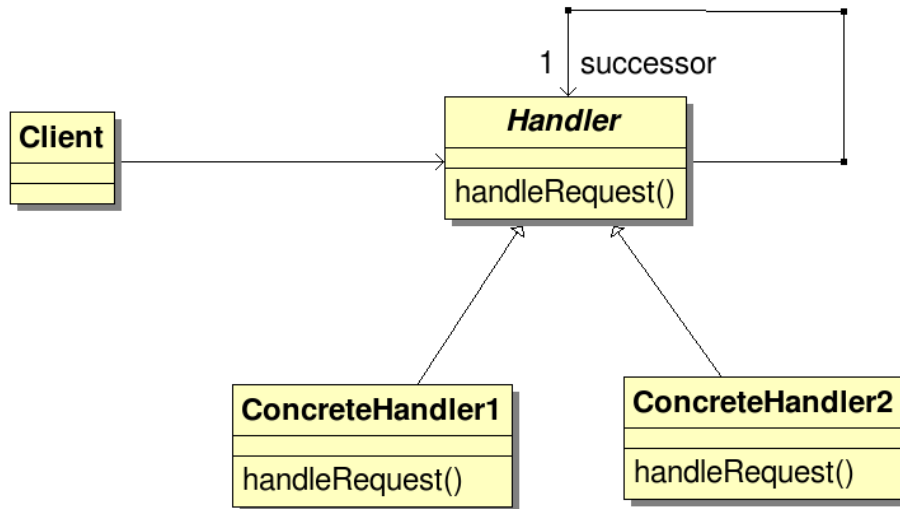 1 successor
Handler
Client
handleRequest()
ConcreteHandler1
handleRequest()
ConcreteHandler2
handleRequest()